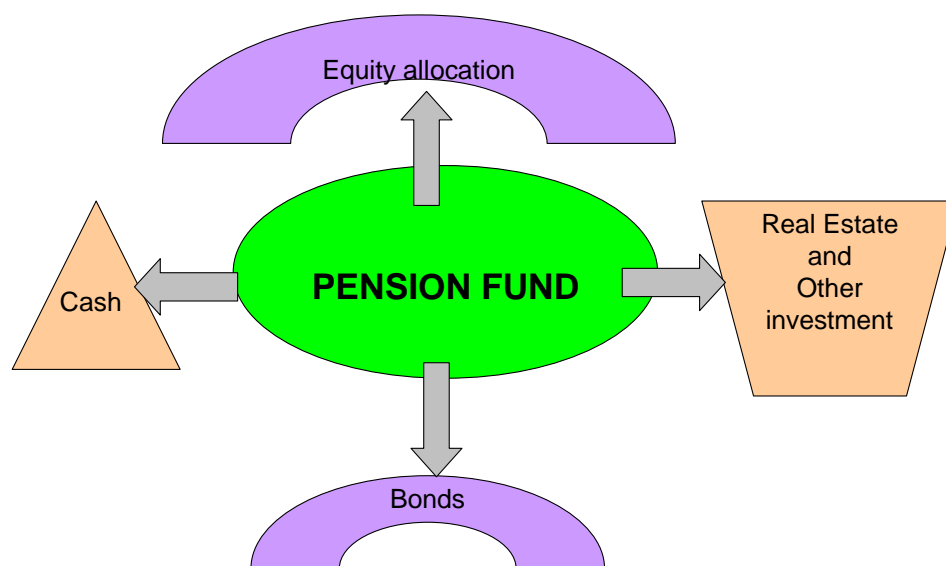 Equity allocation
Real Estate
and
Other
investment
PENSION FUND
Cash
Bonds